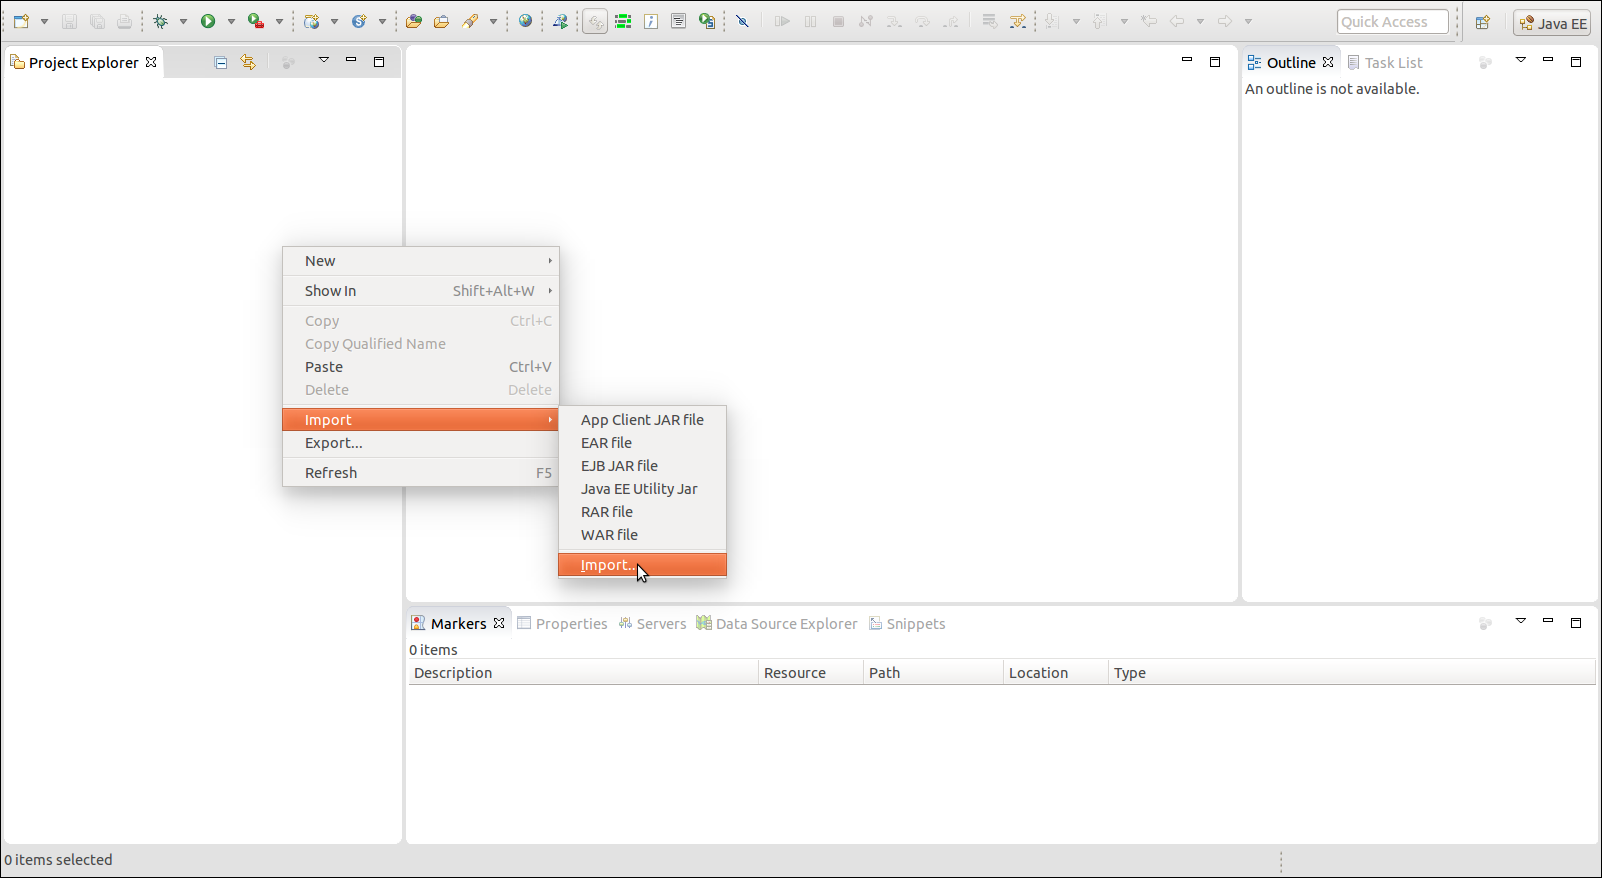 Quick Access
Java EE
Project Explorer
Outline
Task List
An outline is not available.
New
Show In Shift+Alt+W
Copy Ctrl+C
Copy Qualified Name
Paste Ctrl+V
Delete Delete
Import
Export...
Refresh F5
App Client JAR file
EAR file
EJB JAR file
Java EE Utility Jar
RAR file
WAR file
Import...
Markers Properties Servers Data Source Explorer Snippets
0 items
Description Resource Path Location Type
0 items selected